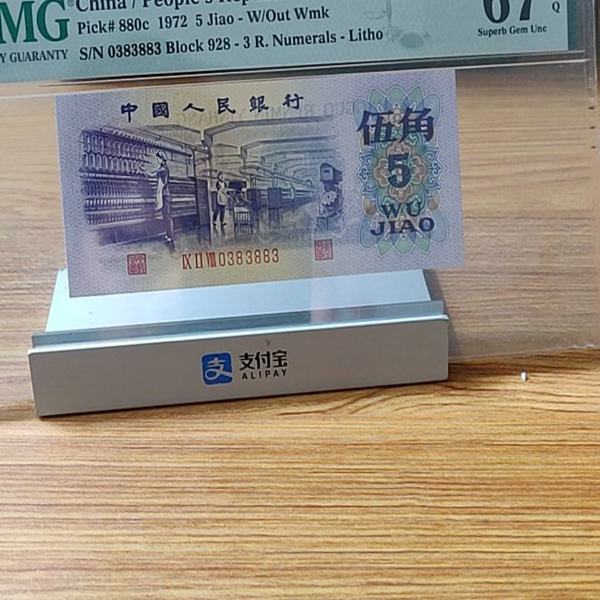 MG
Y GUARANTY
China / People's Rep
Pick# 880c 1972 5 Jiao - W/Out Wmk
S/N 0383883 Block 928 - 3 R. Numerals - Litho
67 Q
Superb Gem Unc
中國人民銀行
伍角
5
WU
JIAO
IX II VIII 0383883
支 支付宝
ALIPAY